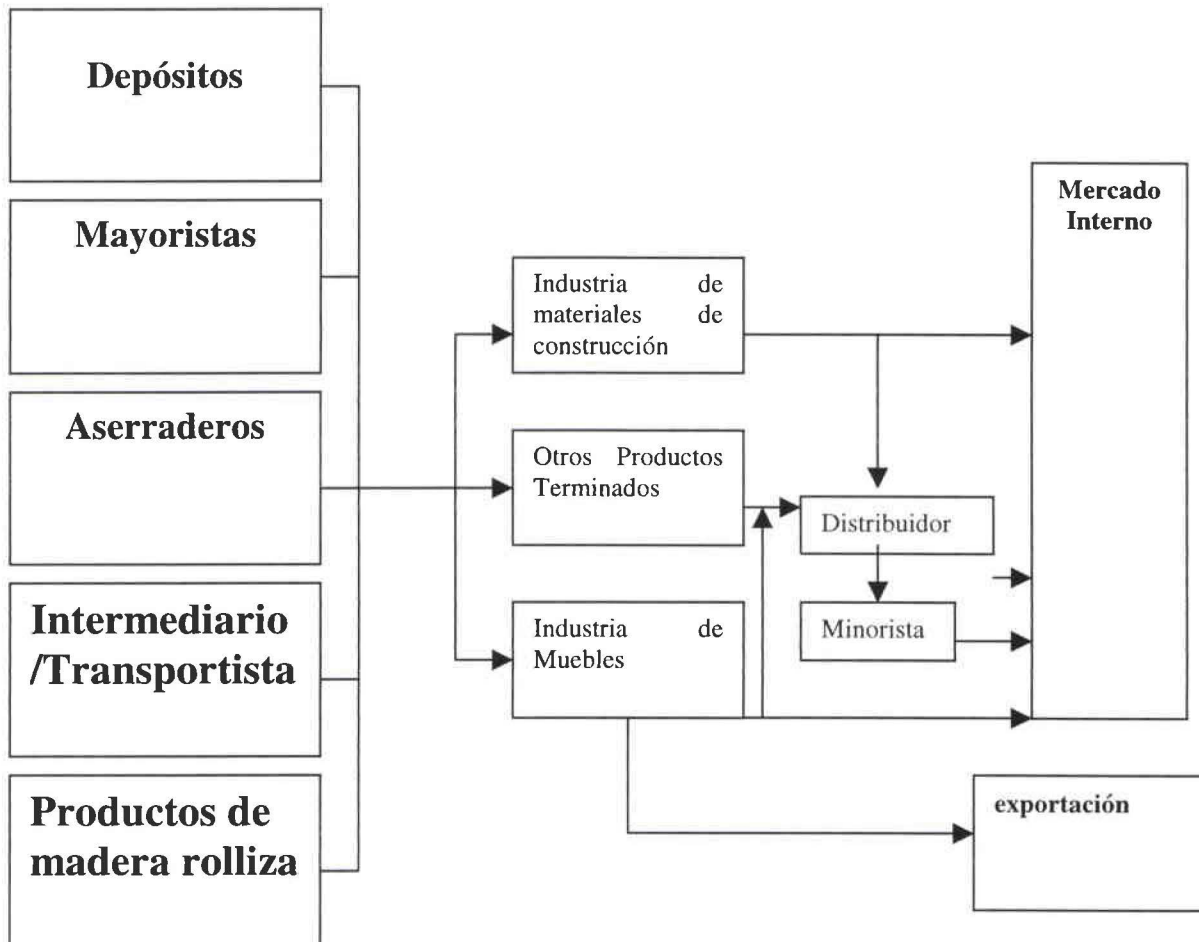 Depósitos
Mayoristas
Aserraderos
Intermediario
/Transportista
Productos de
madera rolliza
Industria de
materiales de
construcción
Otros Productos
Terminados
Industria de
Muebles
Distribuidor
Minorista
Mercado
Interno
exportación